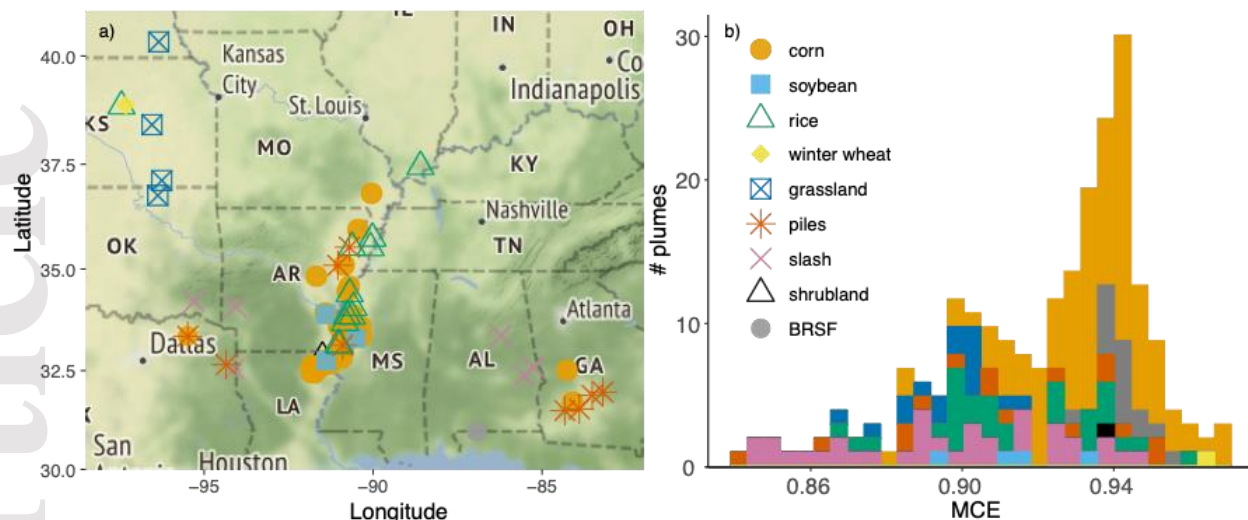 a)
IL
IN
OH
Kansas
City
St. Louis
Co
Indianapolis
KS
MO
KY
Nashville
OK
TN
AR
Dallas
Atlanta
MS
AL
GA
LA
San
Houston
40.0
37.5
35.0
32.5
30.0
Latitude
−95
−90
−85
Longitude
b)
corn
soybean
rice
winter wheat
grassland
piles
slash
shrubland
BRSF
30
20
10
0
# plumes
0.86
0.90
0.94
MCE